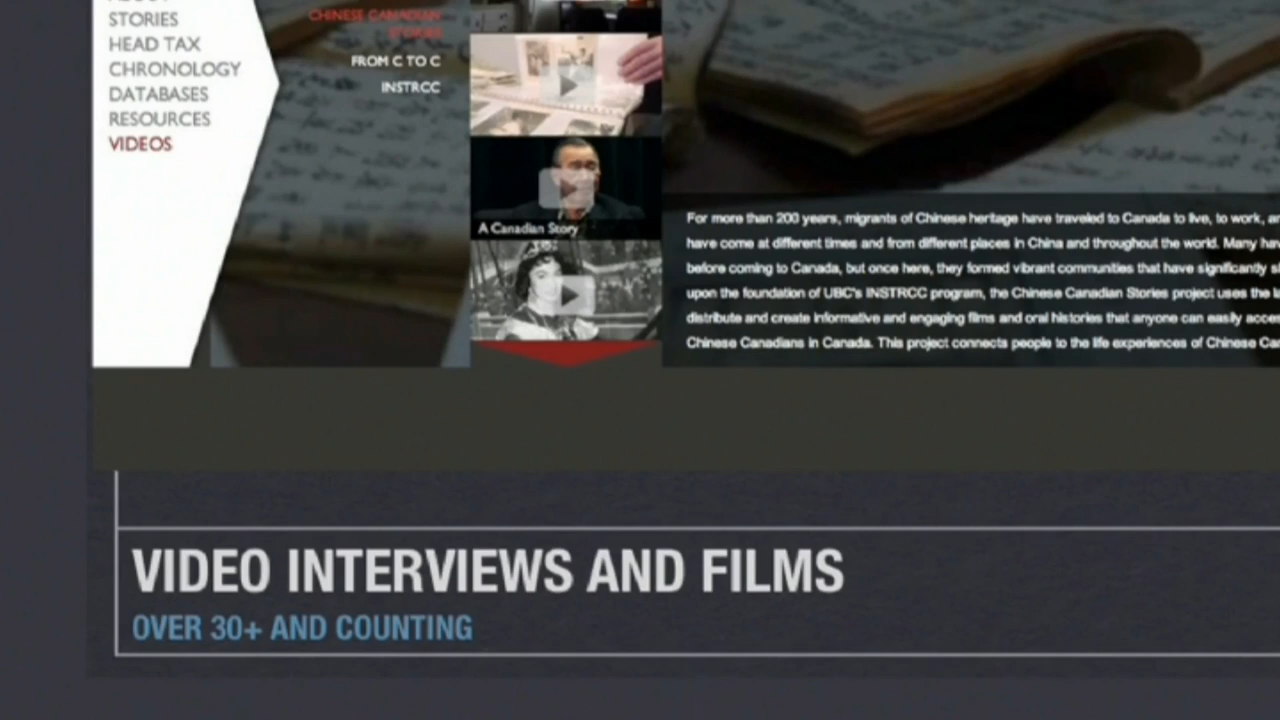 STORIES
HEAD TAX
CHRONOLOGY
DATABASES
RESOURCES
VIDEOS
CHINESE CANADIAN
STORIES
FROM C TO C
INSTRCC
A Canadian Story
For more than 200 years, migrants of Chinese heritage have traveled to Canada to live, to work,
have come at different times and from different places in China and throughout the world. Many
before coming to Canada, but once here, they formed vibrant communities that have significantly
upon the foundation of UBC's INSTRCC program, the Chinese Canadian Stories project uses the
distribute and create informative and engaging films and oral histories that anyone can easily
Chinese Canadians in Canada. This project connects people to the life experiences of Chinese
VIDEO INTERVIEWS AND FILMS
OVER 30+ AND COUNTING